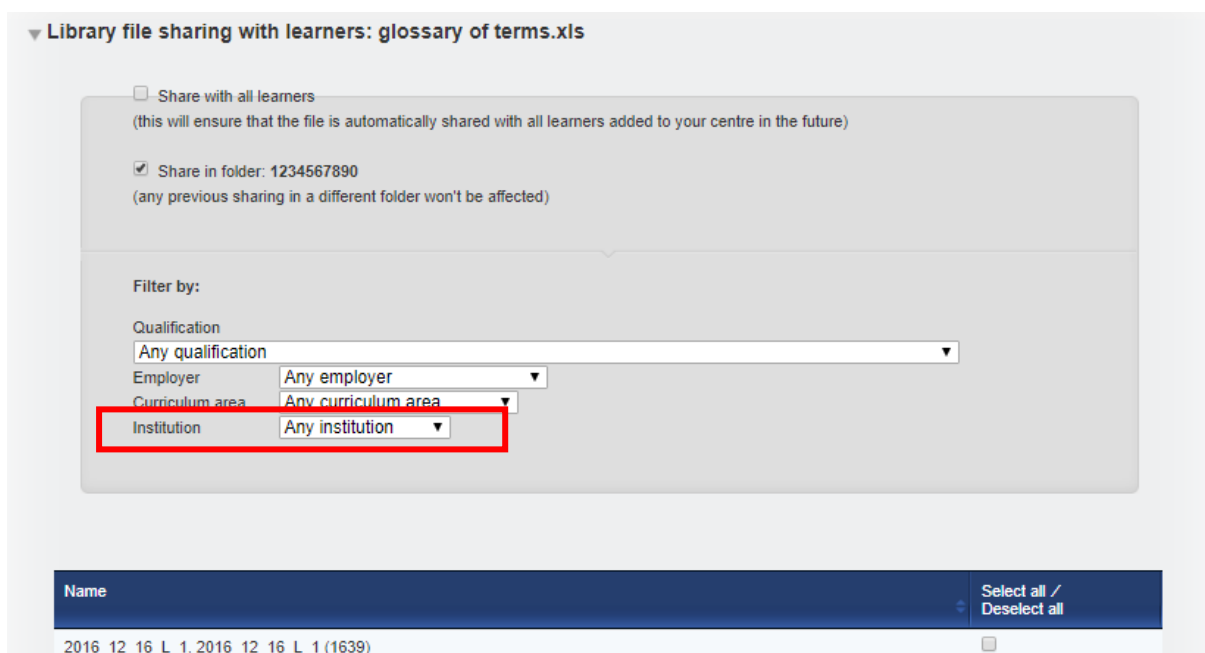 Library file sharing with learners: glossary of terms.xls
Share with all learners
(this will ensure that the file is automatically shared with all learners added to your centre in the future)
Share in folder: 1234567890
(any previous sharing in a different folder won't be affected)
Filter by:
Qualification
Any qualification
Employer Any employer
Curriculum area Any curriculum area
Institution Any institution
Name Select all / Deselect all
2016_12_16_L_1, 2016_12_16_L_1 (1639)